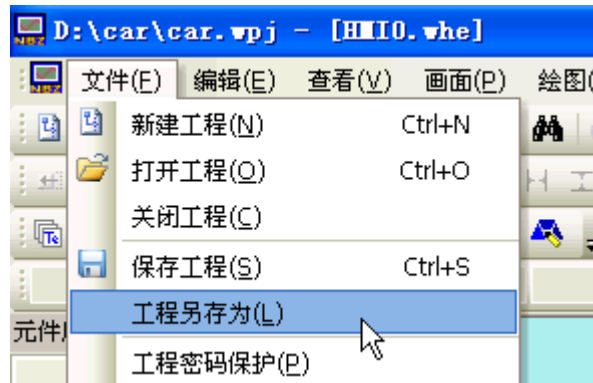 D:\car\car.wpj - [HMI0.whe]
文件(F) 编辑(E) 查看(V) 画面(P) 绘图(
新建工程(N) Ctrl+N
打开工程(O) Ctrl+O
关闭工程(C)
保存工程(S) Ctrl+S
工程另存为(L)
元件
工程密码保护(P)